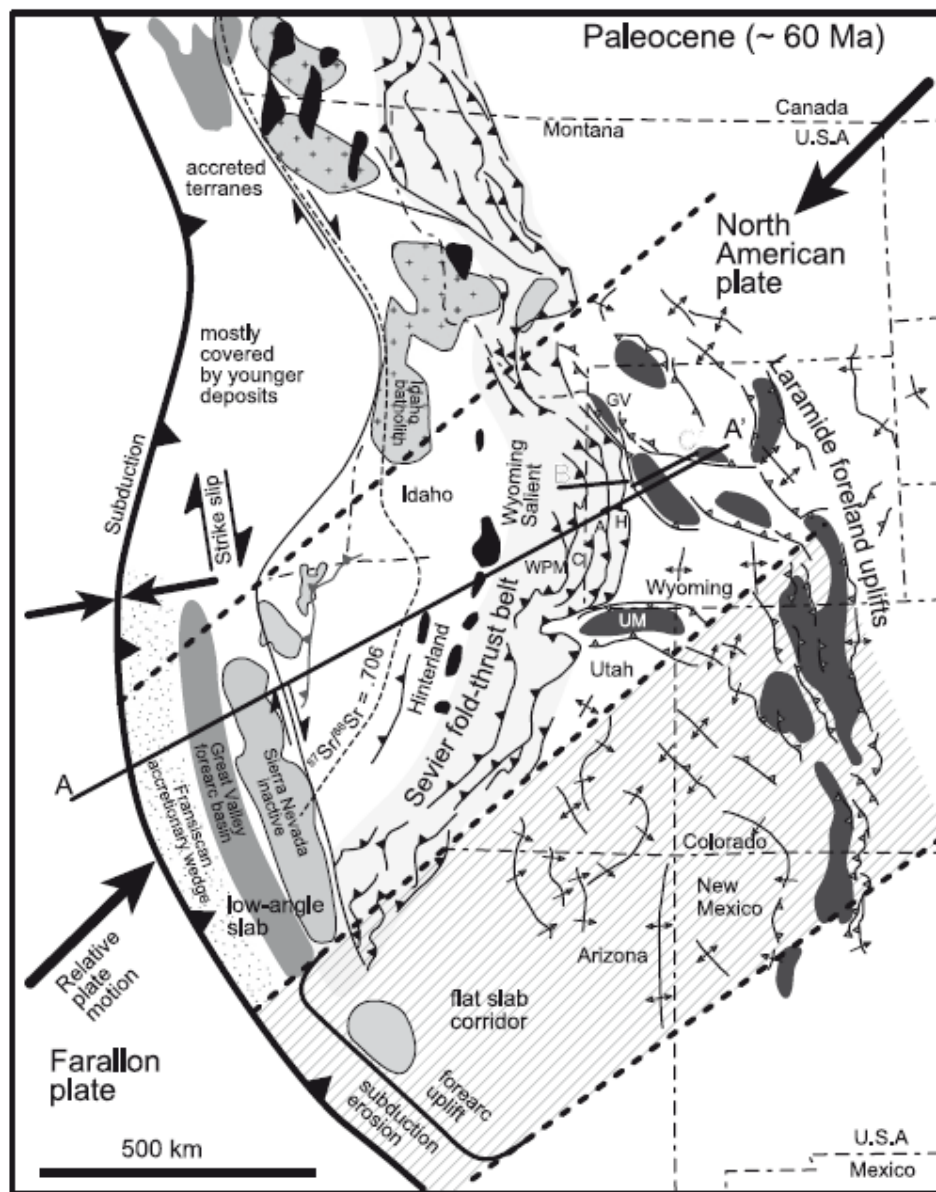 Paleocene (~ 60 Ma)
Canada
U.S.A
Montana
accreted
terranes
North
American
plate
mostly
covered
by younger
deposits
Subduction
Strike slip
Idaho
batholith
Idaho
Wyoming
Salient
GV
B
C'
A'
Laramide foreland uplifts
WPM
C
A
H
Wyoming
UM
Utah
Sevier fold-thrust belt
Hinterland
87Sr/86Sr = .706
A
Great Valley
forearc basin
Sierra Nevada
inactive
Fransiscan
accretionary wedge
low-angle
slab
Colorado
New
Mexico
Arizona
Relative
plate
motion
flat slab
corridor
Farallon
plate
forearc
uplift
subduction
erosion
500 km
U.S.A
Mexico